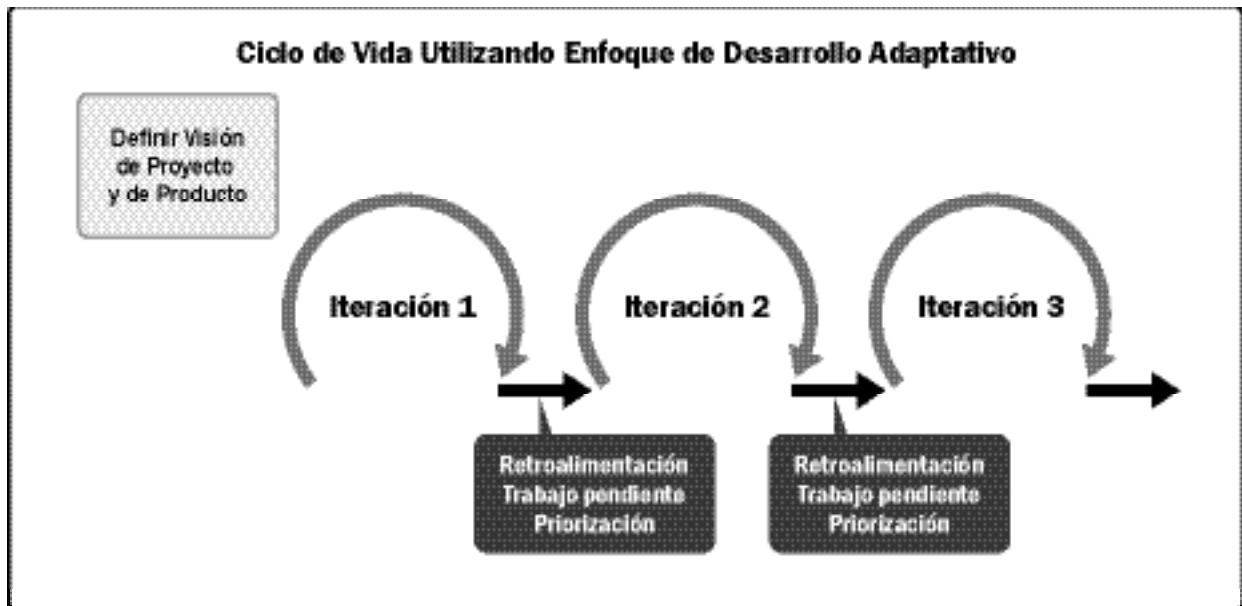 Ciclo de Vida Utilizando Enfoque de Desarrollo Adaptativo
Definir Visión
de Proyecto
y de Producto
Iteración 1
Iteración 2
Iteración 3
Retroalimentación
Trabajo pendiente
Priorización
Retroalimentación
Trabajo pendiente
Priorización